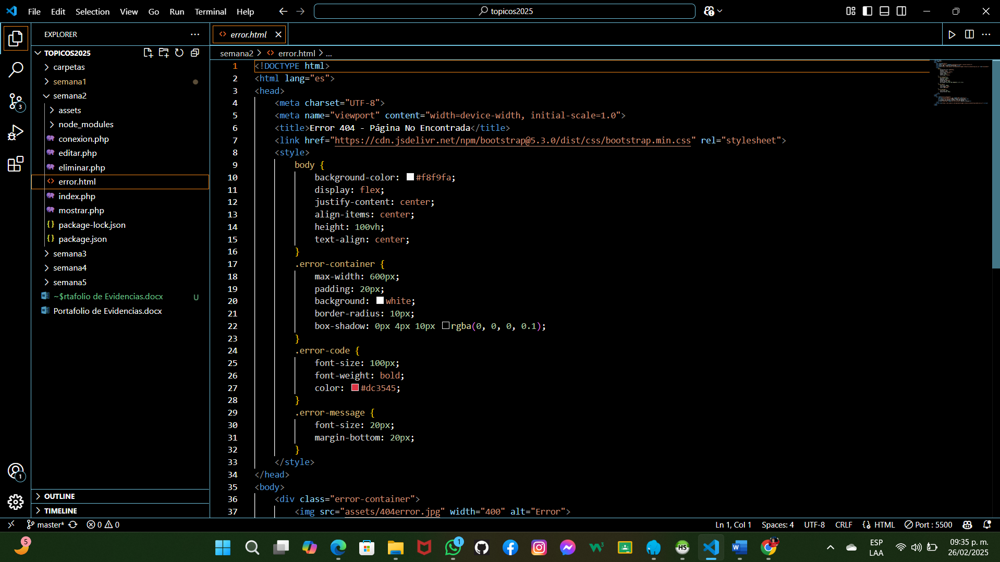 File Edit Selection View Go Run Terminal Help
topicos2025
EXPLORER
error.html
TOPICOS2025
carpetas
semana1
semana2
assets
node_modules
conexion.php
editar.php
eliminar.php
error.html
index.php
mostrar.php
package-lock.json
package.json
semana3
semana4
semana5
~$rtafolio de Evidencias.docx U
Portafolio de Evidencias.docx
OUTLINE
TIMELINE
semana2 > error.html > ...
1 <!DOCTYPE html>
2 <html lang="es">
3 <head>
4 <meta charset="UTF-8">
5 <meta name="viewport" content="width=device-width, initial-scale=1.0">
6 <title>Error 404 - Página No Encontrada</title>
7 <link href="https://cdn.jsdelivr.net/npm/bootstrap@5.3.0/dist/css/bootstrap.min.css" rel="stylesheet">
8 <style>
9 body {
10 background-color: #f8f9fa;
11 display: flex;
12 justify-content: center;
13 align-items: center;
14 height: 100vh;
15 text-align: center;
16 }
17 .error-container {
18 max-width: 600px;
19 padding: 20px;
20 background: white;
21 border-radius: 10px;
22 box-shadow: 0px 4px 10px rgba(0, 0, 0, 0.1);
23 }
24 .error-code {
25 font-size: 100px;
26 font-weight: bold;
27 color: #dc3545;
28 }
29 .error-message {
30 font-size: 20px;
31 margin-bottom: 20px;
32 }
33 </style>
34 </head>
35 <body>
36 <div class="error-container">
37 <img src="assets/404error.jpg" width="400" alt="Error">
3
1
master* 0 0
Ln 1, Col 1 Spaces: 4 UTF-8 CRLF {} HTML Port : 5500
5
1
HS
ESP
LAA
09:35 p. m.
26/02/2025